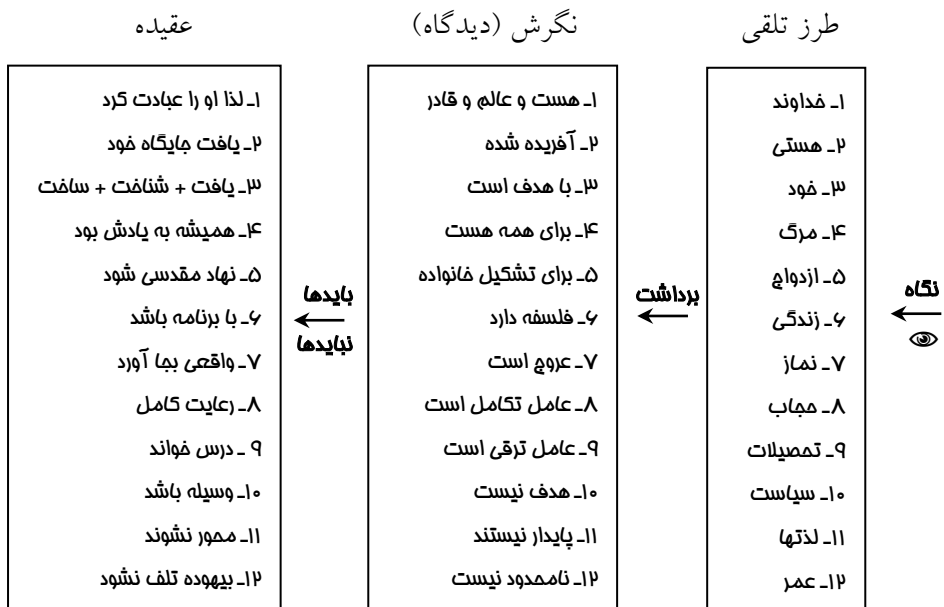 طرز تلقی
نگاه
۱ـ خداوند
۲ـ هستی
۳ـ خود
۴ـ مرگ
۵ـ ازدواج
۶ـ زندگی
۷ـ نماز
۸ـ حجاب
۹ـ تحصیلات
۱۰ـ سیاست
۱۱ـ لذتها
۱۲ـ عمر
برداشت
نگرش (دیدگاه)
۱ـ هست و عالم و قادر
۲ـ آفریده شده
۳ـ با هدف است
۴ـ برای همه هست
۵ـ برای تشکیل خانواده
۶ـ فلسفه دارد
۷ـ عروج است
۸ـ عامل تکامل است
۹ـ عامل ترقی است
۱۰ـ هدف نیست
۱۱ـ پایدار نیستند
۱۲ـ نامحدود نیست
بایدها
نبایدها
عقیده
۱ـ لذا او را عبادت کرد
۲ـ یافت جایگاه خود
۳ـ یافت + شناخت + ساخت
۴ـ همیشه به یادش بود
۵ـ نهاد مقدسی شود
۶ـ با برنامه باشد
۷ـ واقعی بجا آورد
۸ـ رعایت کامل
۹ ـ درس خواند
۱۰ـ وسیله باشد
۱۱ـ محور نشوند
۱۲ـ بیهوده تلف نشود